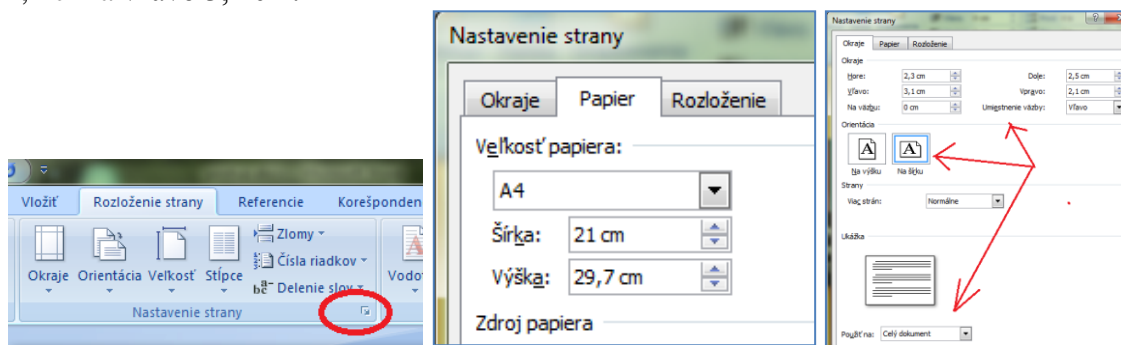 Vložiť Rozloženie strany Referencie Korešponden
Okraje Orientácia Veľkosť Stĺpce
Zlomy
Čísla riadkov
Delenie slov
Vodo
Nastavenie strany
Nastavenie strany
Okraje Papier Rozloženie
Veľkosť papiera:
A4
Šírka: 21 cm
Výška: 29,7 cm
Zdroj papiera
Nastavenie strany
Okraje Papier Rozloženie
Okraje
Hore: 2,3 cm Dole: 2,5 cm
Vľavo: 3,1 cm Vpravo: 2,1 cm
Na väzbu: 0 cm Umiestnenie väzby: Vľavo
Orientácia
Na výšku Na šírku
Strany
Viac strán: Normálne
Ukážka
Použiť na: Celý dokument